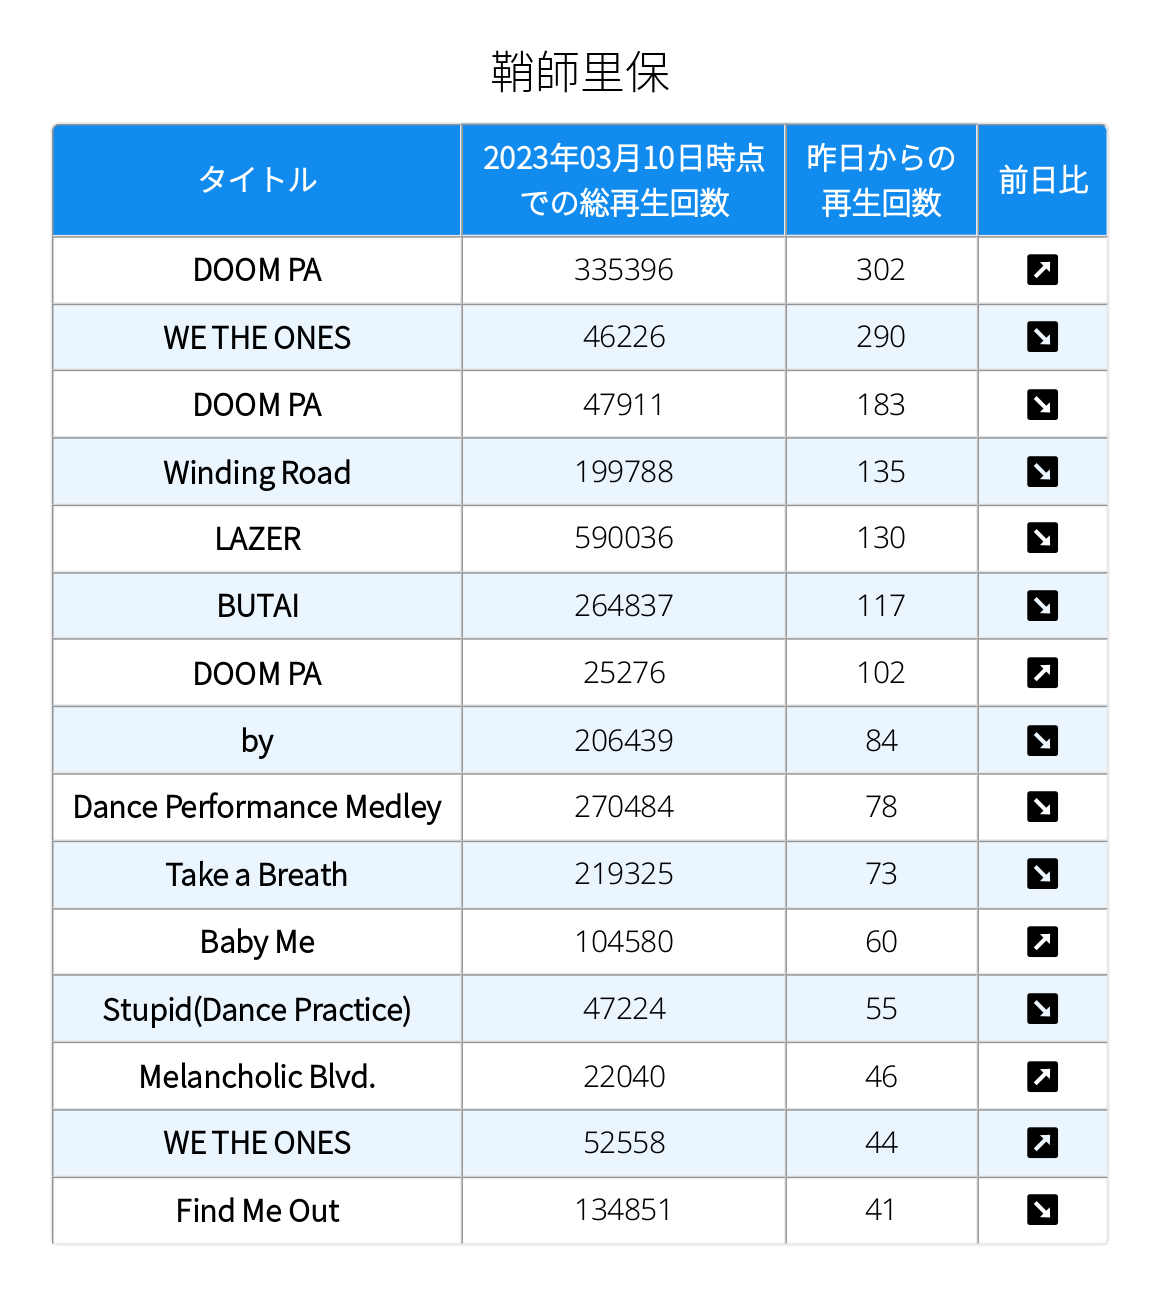 鞘師里保
タイトル
2023年03月10日時点
での総再生回数
昨日からの
再生回数
前日比
DOOM PA 335396 302 ↗
WE THE ONES 46226 290 ↘
DOOM PA 47911 183 ↘
Winding Road 199788 135 ↘
LAZER 590036 130 ↘
BUTAI 264837 117 ↘
DOOM PA 25276 102 ↗
by 206439 84 ↘
Dance Performance Medley 270484 78 ↘
Take a Breath 219325 73 ↘
Baby Me 104580 60 ↗
Stupid(Dance Practice) 47224 55 ↘
Melancholic Blvd. 22040 46 ↗
WE THE ONES 52558 44 ↗
Find Me Out 134851 41 ↘